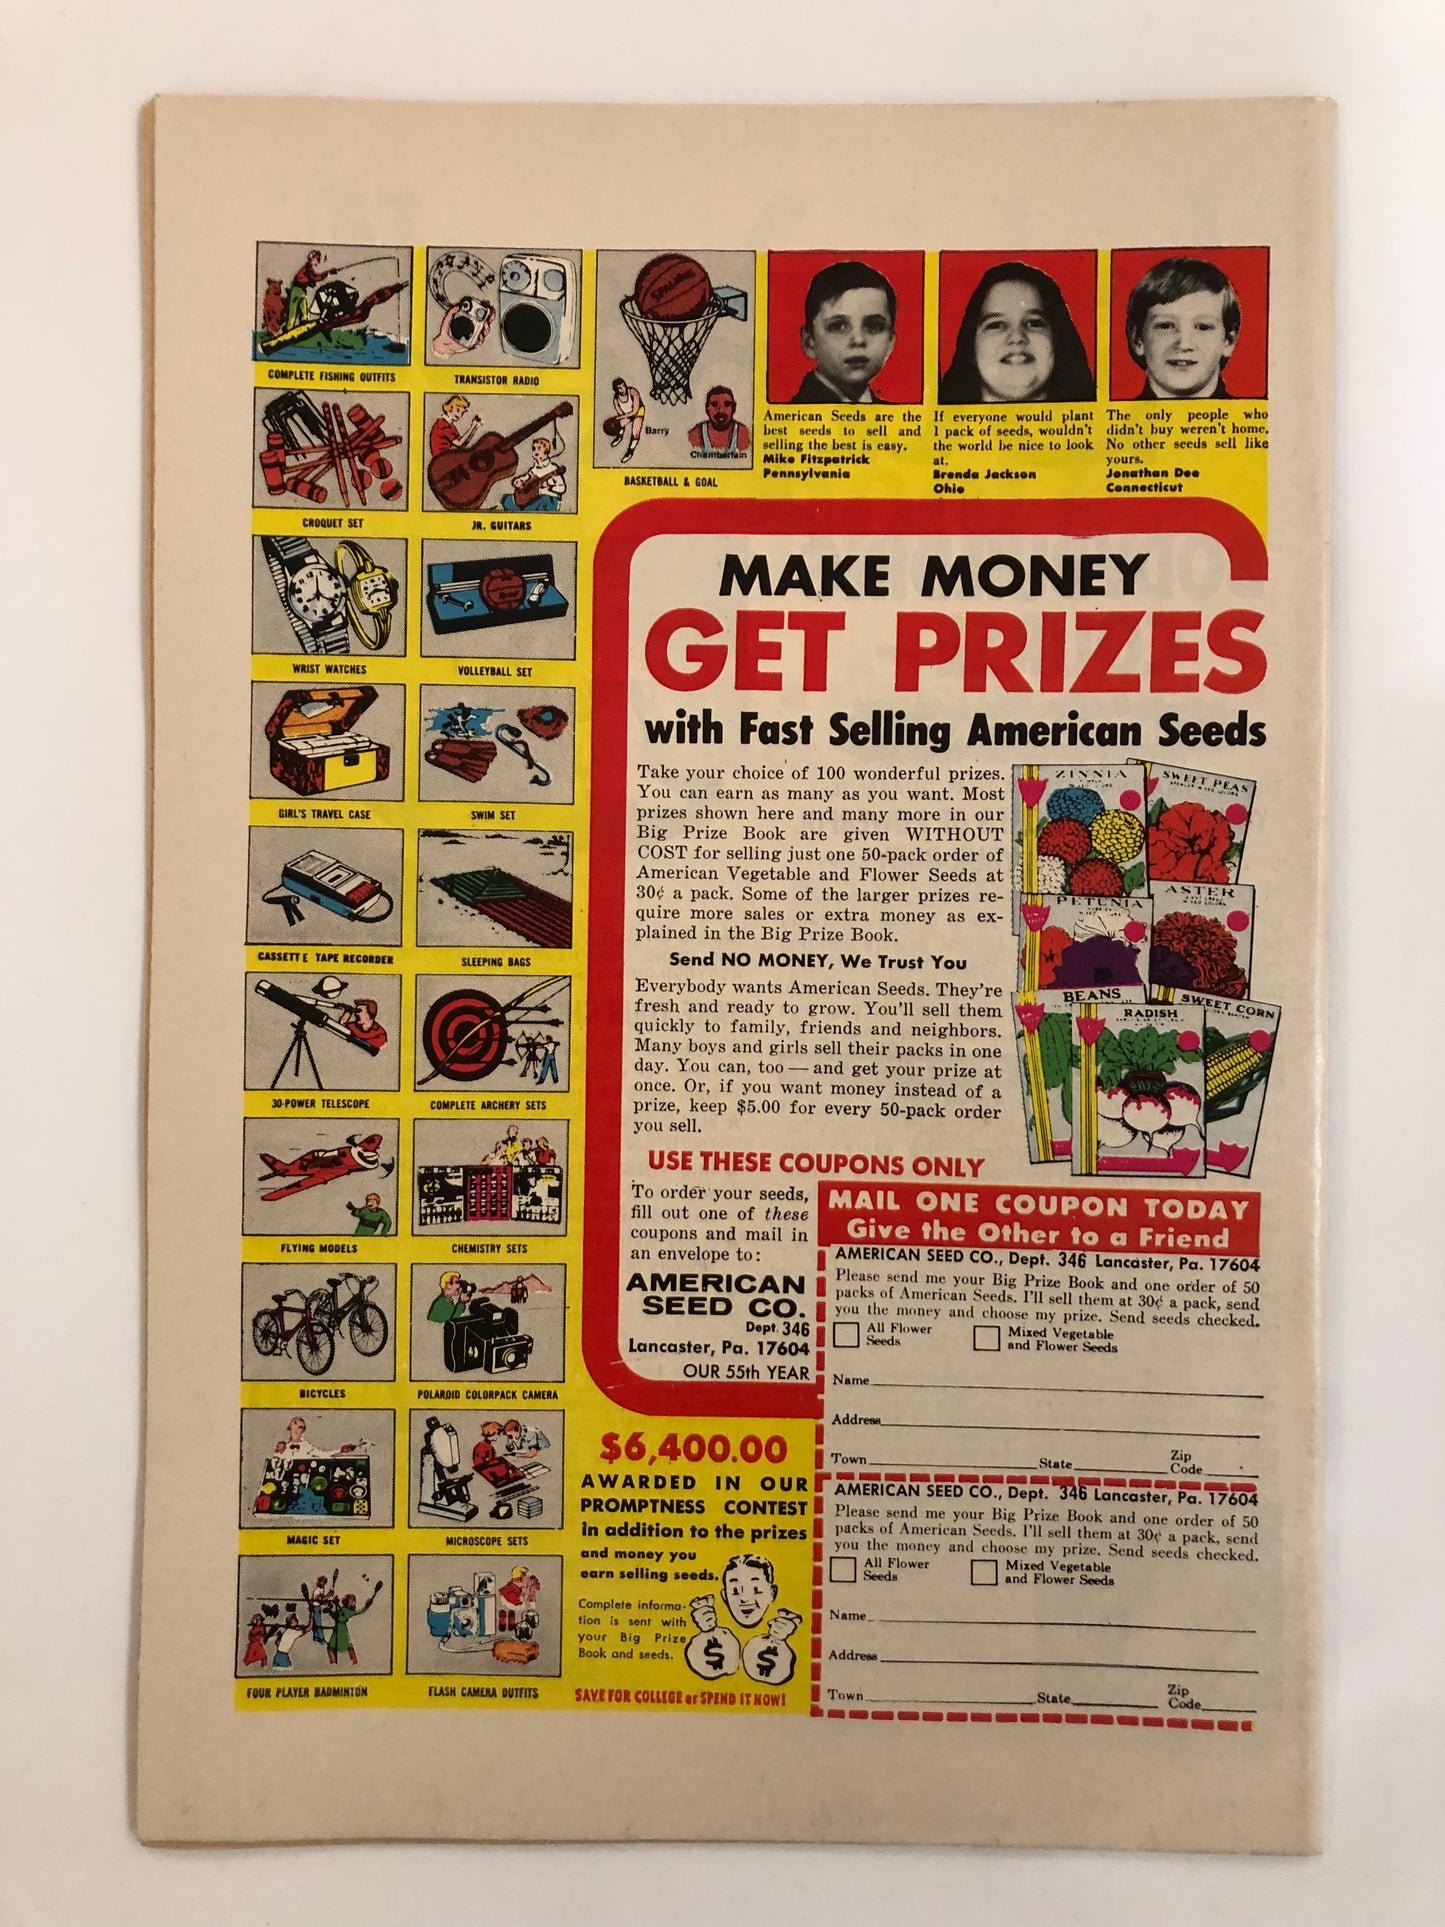 COMPLETE FISHING OUTFITS
TRANSISTOR RADIO
CROQUET SET
JR. GUITARS
WRIST WATCHES
VOLLEYBALL SET
GIRL'S TRAVEL CASE
SWIM SET
CASSETTE TAPE RECORDER
SLEEPING BAGS
30-POWER TELESCOPE
COMPLETE ARCHERY SETS
FLYING MODELS
CHEMISTRY SETS
BICYCLES
POLAROID COLORPACK CAMERA
MAGIC SET
MICROSCOPE SETS
FOUR PLAYER BADMINTON
FLASH CAMERA OUTFITS
SPALDING
Barry
Chamberlain
BASKETBALL & GOAL
American Seeds are the
best seeds to sell and
selling the best is easy.
Mike Fitzpatrick
Pennsylvania
If everyone would plant
1 pack of seeds, wouldn't
the world be nice to look
at.
Brenda Jackson
Ohio
The only people who
didn't buy weren't home.
No other seeds sell like
yours.
Jonathan Dee
Connecticut
MAKE MONEY
GET PRIZES
with Fast Selling American Seeds
Take your choice of 100 wonderful prizes.
You can earn as many as you want. Most
prizes shown here and many more in our
Big Prize Book are given WITHOUT
COST for selling just one 50-pack order of
American Vegetable and Flower Seeds at
30¢ a pack. Some of the larger prizes re-
quire more sales or extra money as ex-
plained in the Big Prize Book.
Send NO MONEY, We Trust You
Everybody wants American Seeds. They're
fresh and ready to grow. You'll sell them
quickly to family, friends and neighbors.
Many boys and girls sell their packs in one
day. You can, too — and get your prize at
once. Or, if you want money instead of a
prize, keep $5.00 for every 50-pack order
you sell.
ZINNIA
SWEET PEAS
PETUNIA
ASTER
BEANS
RADISH
SWEET CORN
USE THESE COUPONS ONLY
To order your seeds,
fill out one of these
coupons and mail in
an envelope to:
AMERICAN
SEED CO.
Dept. 346
Lancaster, Pa. 17604
OUR 55th YEAR
MAIL ONE COUPON TODAY
Give the Other to a Friend
AMERICAN SEED CO., Dept. 346 Lancaster, Pa. 17604
Please send me your Big Prize Book and one order of 50
packs of American Seeds. I'll sell them at 30¢ a pack, send
you the money and choose my prize. Send seeds checked.
All Flower
Seeds
Mixed Vegetable
and Flower Seeds
Name
Address
Town State Zip
Code
AMERICAN SEED CO., Dept. 346 Lancaster, Pa. 17604
Please send me your Big Prize Book and one order of 50
packs of American Seeds. I'll sell them at 30¢ a pack, send
you the money and choose my prize. Send seeds checked.
All Flower
Seeds
Mixed Vegetable
and Flower Seeds
Name
Address
Town State Zip
Code
$6,400.00
AWARDED IN OUR
PROMPTNESS CONTEST
in addition to the prizes
and money you
earn selling seeds.
Complete informa-
tion is sent with
your Big Prize
Book and seeds.
$ $
SAVE FOR COLLEGE or SPEND IT NOW!